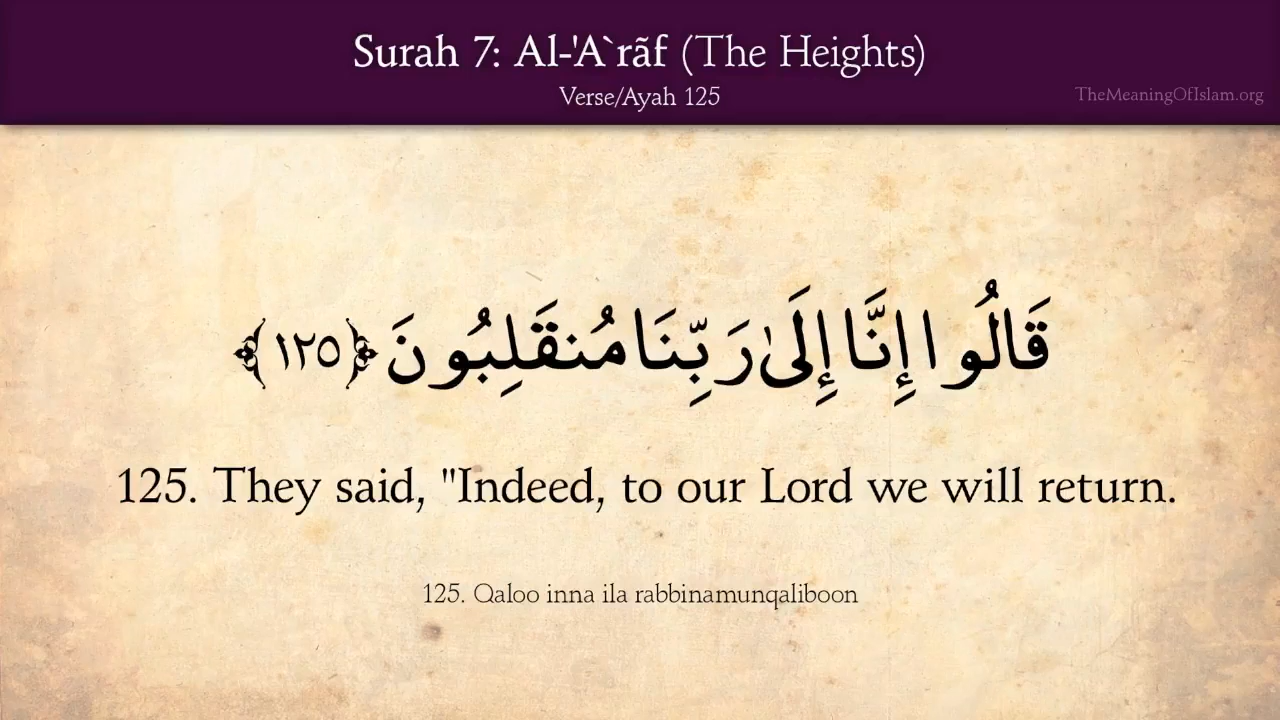 Surah 7: Al-'A`rãf (The Heights)
Verse/Ayah 125
TheMeaningOfIslam.org
قَالُوا إِنَّا إِلَىٰ رَبِّنَا مُنقَلِبُونَ ﴿١٢٥﴾
125. They said, "Indeed, to our Lord we will return.
125. Qaloo inna ila rabbinamunqaliboon